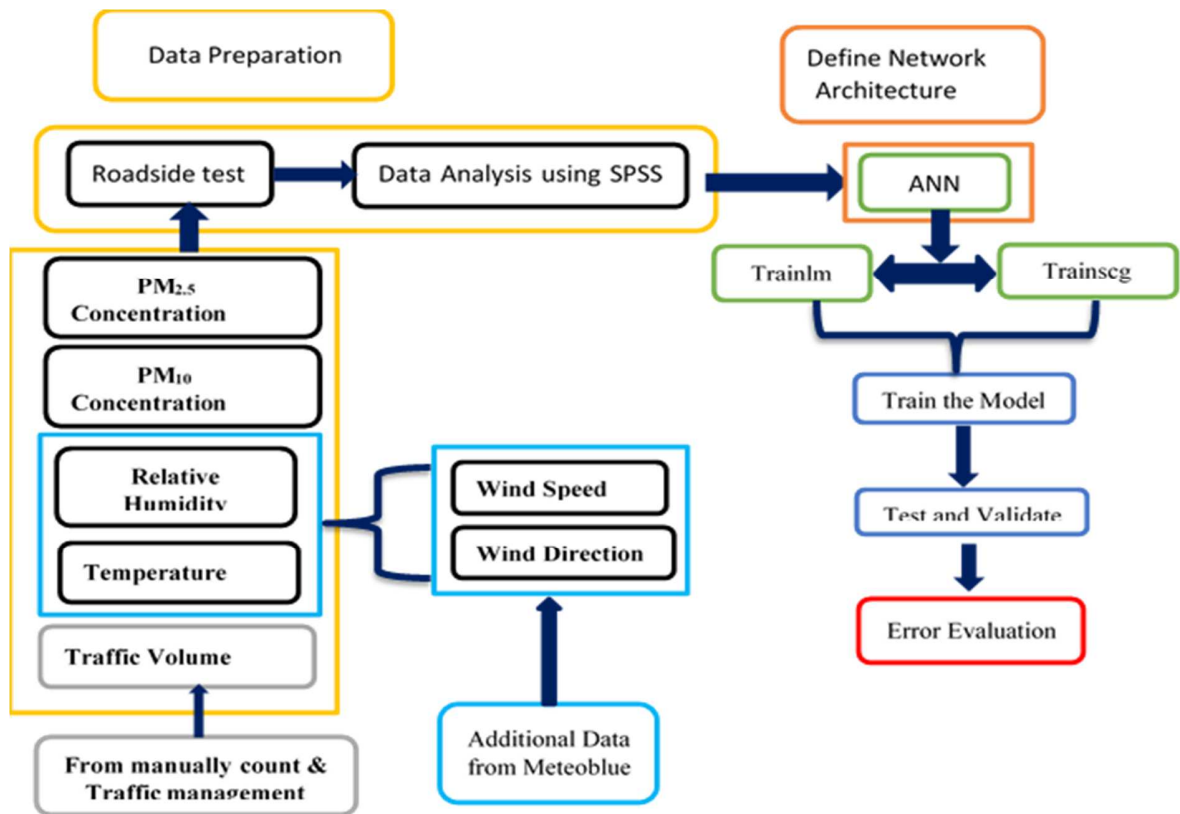 Data Preparation
Define Network
Architecture
Roadside test
Data Analysis using SPSS
ANN
Trainlm
Trainscg
PM2.5
Concentration
PM10
Concentration
Train the Model
Relative
Humidity
Wind Speed
Test and Validate
Wind Direction
Temperature
Error Evaluation
Traffic Volume
Additional Data
from Meteoblue
From manually count &
Traffic management